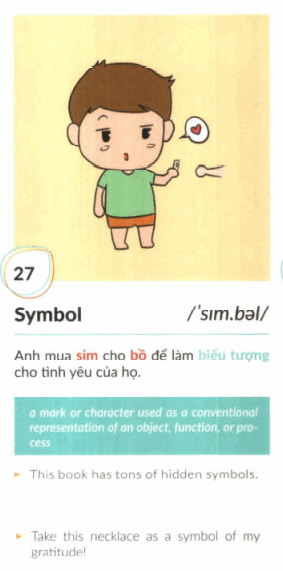 27
Symbol /ˈsɪm.bəl/
Anh mua sim cho bồ để làm biểu tượng
cho tình yêu của họ.
a mark or character used as a conventional
representation of an object, function, or pro-
cess
► This book has tons of hidden symbols.
► Take this necklace as a symbol of my
gratitude!